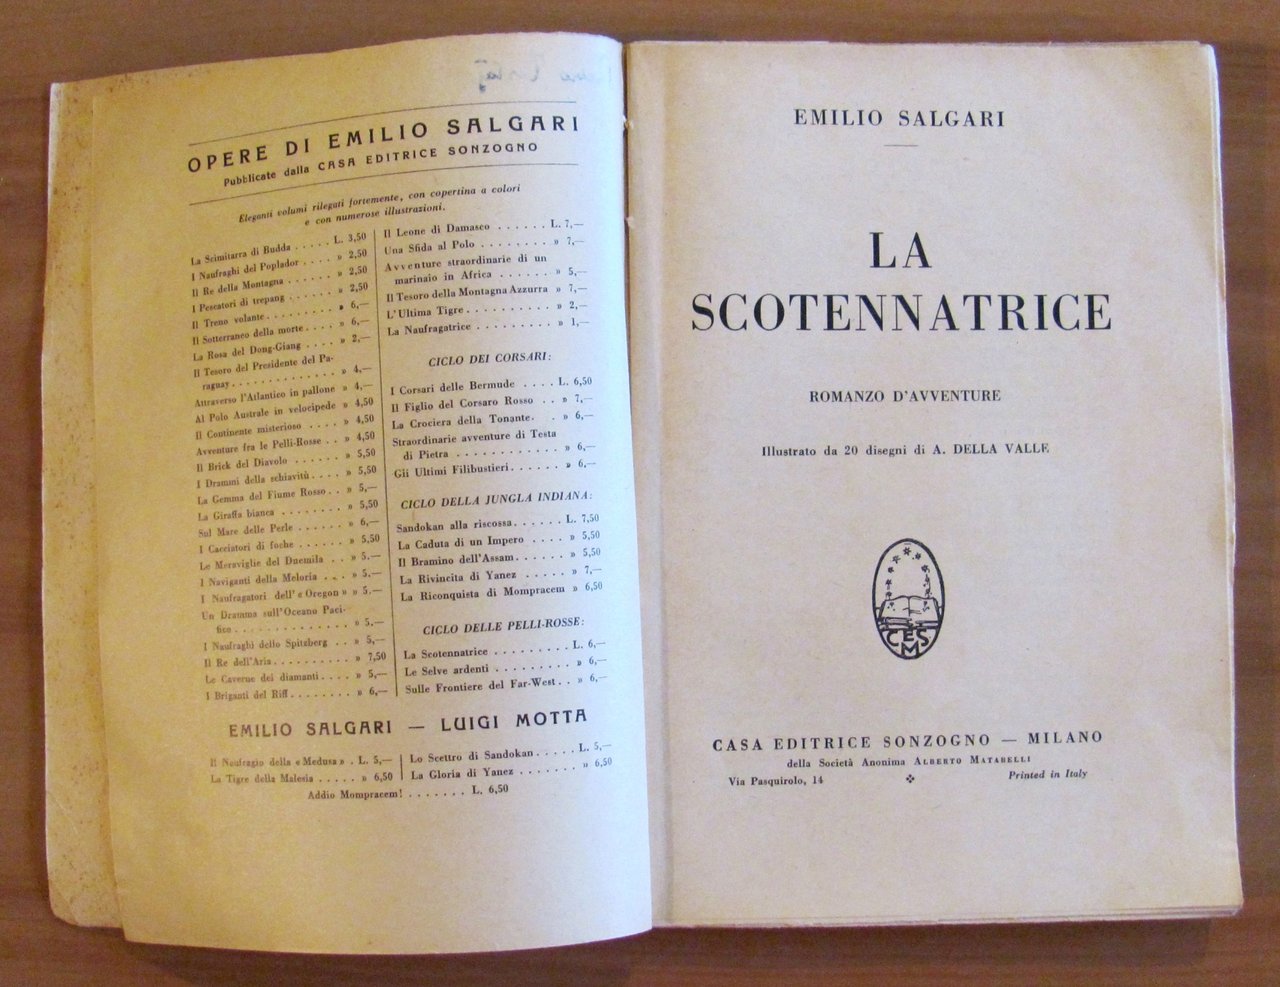 OPERE DI EMILIO SALGARI
Pubblicate dalla CASA EDITRICE SONZOGNO
Eleganti volumi rilegati fortemente, con copertina a colori
e con numerose illustrazioni.
La Scimitarra di Budda . . . . . L. 3,50
I Naufraghi del Poplador . . . . » 2,50
Il Re della Montagna . . . . . . » 2,50
I Pescatori di trepang . . . . . . » 2,50
Il Treno volante . . . . . . . . . » 6,—
Il Sotterraneo della morte . . . . » 6,—
La Rosa del Dong-Giang . . . . » 2,—
Il Tesoro del Presidente del Pa-
raguay . . . . . . . . . . . . . » 4,—
Attraverso l'Atlantico in pallone » 4,—
Al Polo Australe in velocipede » 4,50
Il Continente misterioso . . . . » 4,50
Avventure fra le Pelli-Rosse . . » 4,50
Il Brick del Diavolo . . . . . . » 5,50
I Drammi della schiavitù . . . . » 5,50
La Gemma del Fiume Rosso . . » 5,—
La Giraffa bianca . . . . . . . » 5,50
Sul Mare delle Perle . . . . . . » 6,—
I Cacciatori di foche . . . . . . » 5,50
Le Meraviglie del Duemila . . » 5.—
I Naviganti della Meloria . . . » 5.—
I Naufragatori dell'« Oregon » » 5.—
Un Dramma sull'Oceano Paci-
fico . . . . . . . . . . . . . . » 5.—
I Naufraghi dello Spitzberg . . » 5,—
Il Re dell'Aria . . . . . . . . . » 7,50
Le Caverne dei diamanti . . . . » 5,—
I Briganti del Riff . . . . . . . » 6,—
Il Leone di Damasco . . . . . . L. 7,—
Una Sfida al Polo . . . . . . . . » 7,—
Avventure straordinarie di un
marinaio in Africa . . . . . . . » 5,—
Il Tesoro della Montagna Azzurra » 7,—
L'Ultima Tigre . . . . . . . . . . » 2,—
La Naufragatrice . . . . . . . . . » 1,—
CICLO DEI CORSARI:
I Corsari delle Bermude . . . . L. 6,50
Il Figlio del Corsaro Rosso . . » 7,—
La Crociera della Tonante . . . » 6,—
Straordinarie avventure di Testa
di Pietra . . . . . . . . . . . . » 6,—
Gli Ultimi Filibustieri . . . . . . » 6.—
CICLO DELLA JUNGLA INDIANA:
Sandokan alla riscossa . . . . . . L. 7,50
La Caduta di un Impero . . . . » 5,50
Il Bramino dell'Assam . . . . . . » 5,50
La Rivincita di Yanez . . . . . » 7,—
La Riconquista di Mompracem » 6,50
CICLO DELLE PELLI-ROSSE:
La Scotennatrice . . . . . . . . . L. 6,—
Le Selve ardenti . . . . . . . . . » 6,—
Sulle Frontiere del Far-West . . » 6,—
EMILIO SALGARI — LUIGI MOTTA
Il Naufragio della « Medusa » . L. 5,—
La Tigre della Malesia . . . . . » 6,50
Lo Scettro di Sandokan . . . . . L. 5,—
La Gloria di Yanez . . . . . . . » 6,50
Addio Mompracem! . . . . . . . L. 6,50
EMILIO SALGARI
LA
SCOTENNATRICE
ROMANZO D'AVVENTURE
Illustrato da 20 disegni di A. DELLA VALLE
CES
M
CASA EDITRICE SONZOGNO — MILANO
della Società Anonima ALBERTO MATARELLI
Via Pasquirolo, 14
Printed in Italy